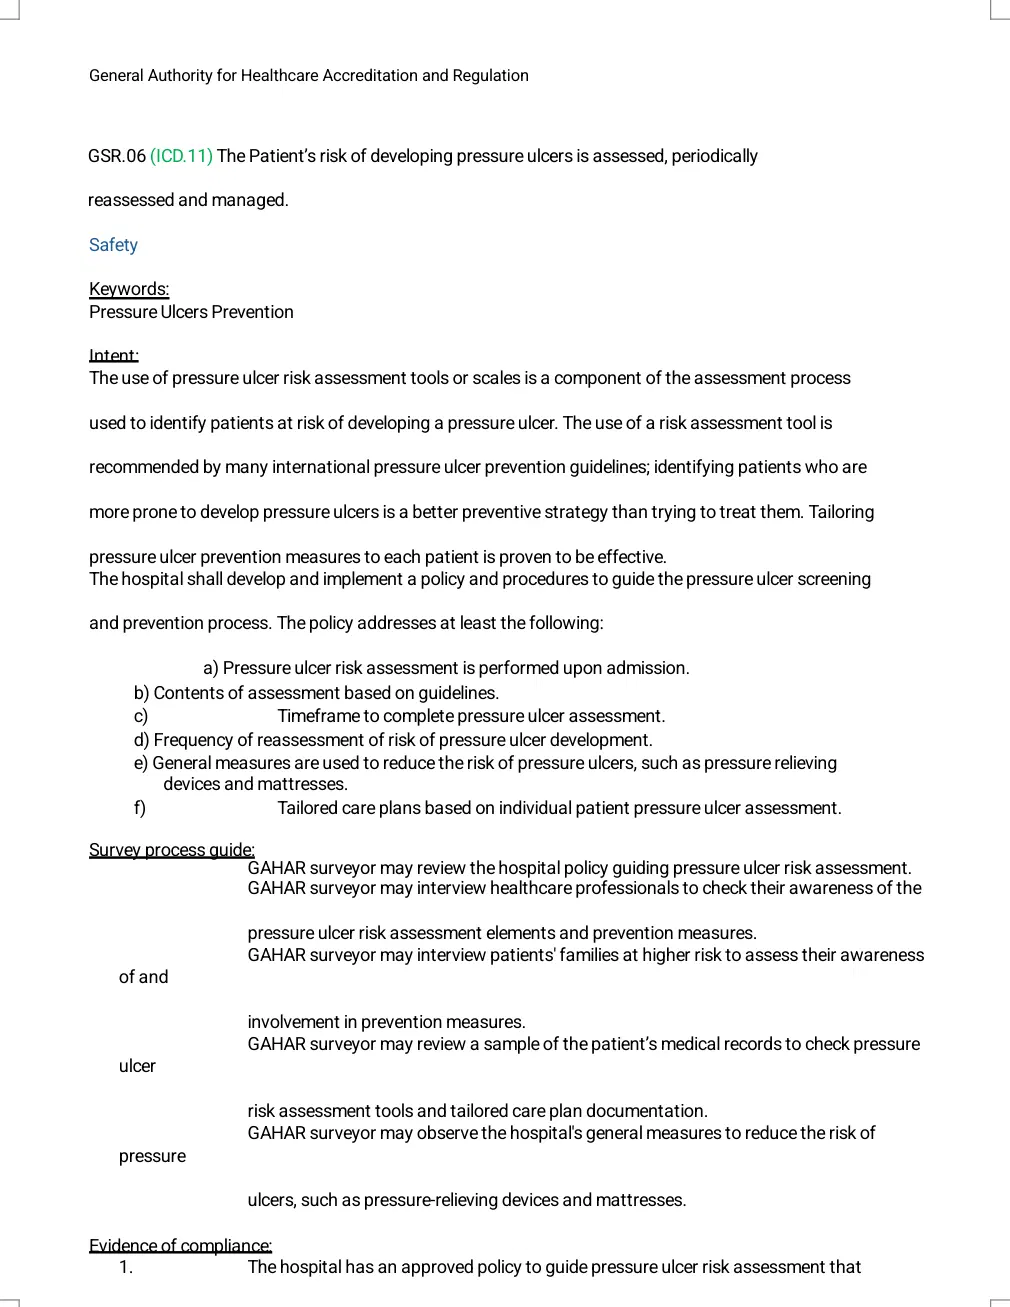 General Authority for Healthcare Accreditation and Regulation
GSR.06 (ICD.11) The Patient’s risk of developing pressure ulcers is assessed, periodically
reassessed and managed.
Safety
Keywords:
Pressure Ulcers Prevention
Intent:
The use of pressure ulcer risk assessment tools or scales is a component of the assessment process
used to identify patients at risk of developing a pressure ulcer. The use of a risk assessment tool is
recommended by many international pressure ulcer prevention guidelines; identifying patients who are
more prone to develop pressure ulcers is a better preventive strategy than trying to treat them. Tailoring
pressure ulcer prevention measures to each patient is proven to be effective.
The hospital shall develop and implement a policy and procedures to guide the pressure ulcer screening
and prevention process. The policy addresses at least the following:
a) Pressure ulcer risk assessment is performed upon admission.
b) Contents of assessment based on guidelines.
c) Timeframe to complete pressure ulcer assessment.
d) Frequency of reassessment of risk of pressure ulcer development.
e) General measures are used to reduce the risk of pressure ulcers, such as pressure relieving
devices and mattresses.
f) Tailored care plans based on individual patient pressure ulcer assessment.
Survey process guide:
GAHAR surveyor may review the hospital policy guiding pressure ulcer risk assessment.
GAHAR surveyor may interview healthcare professionals to check their awareness of the
pressure ulcer risk assessment elements and prevention measures.
GAHAR surveyor may interview patients' families at higher risk to assess their awareness
of and
involvement in prevention measures.
GAHAR surveyor may review a sample of the patient’s medical records to check pressure
ulcer
risk assessment tools and tailored care plan documentation.
GAHAR surveyor may observe the hospital's general measures to reduce the risk of
pressure
ulcers, such as pressure-relieving devices and mattresses.
Evidence of compliance:
1. The hospital has an approved policy to guide pressure ulcer risk assessment that